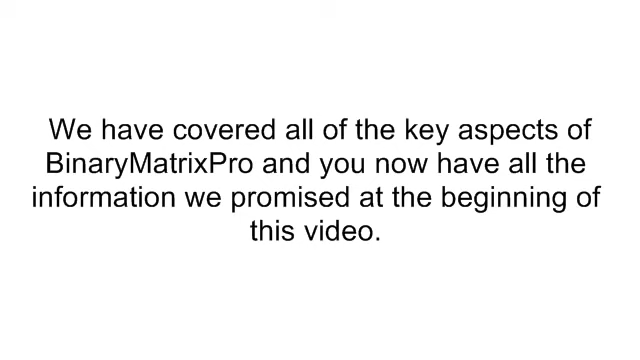 We have covered all of the key aspects of
BinaryMatrixPro and you now have all the
information we promised at the beginning of
this video.